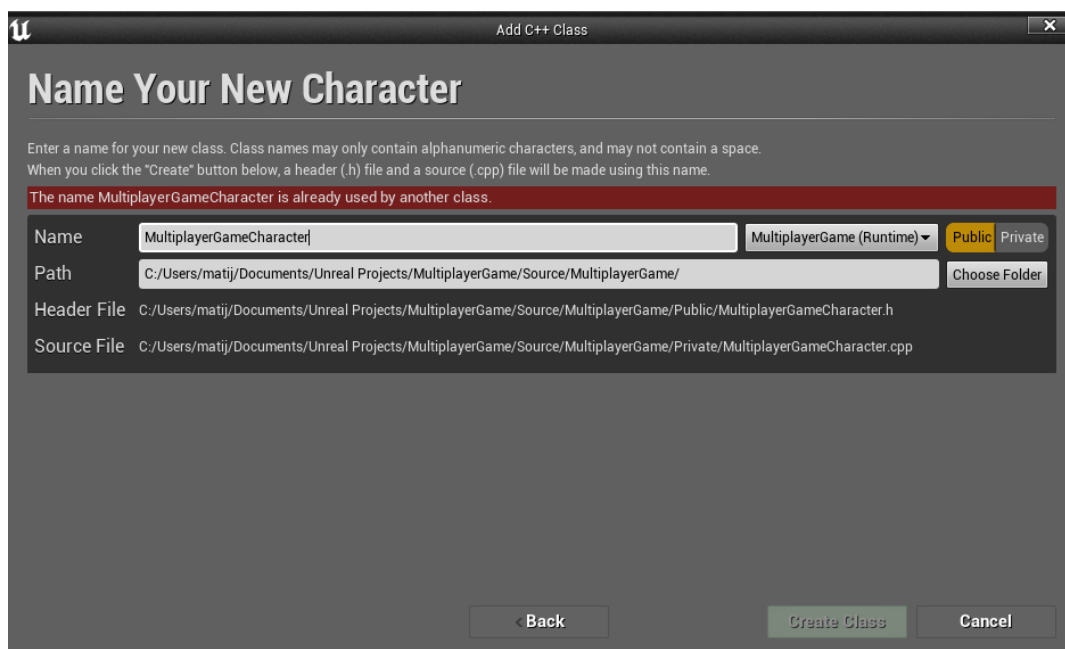 Add C++ Class
Name Your New Character
Enter a name for your new class. Class names may only contain alphanumeric characters, and may not contain a space.
When you click the "Create" button below, a header (.h) file and a source (.cpp) file will be made using this name.
The name MultiplayerGameCharacter is already used by another class.
Name MultiplayerGameCharacter MultiplayerGame (Runtime) Public Private
Path C:/Users/matij/Documents/Unreal Projects/MultiplayerGame/Source/MultiplayerGame/ Choose Folder
Header File C:/Users/matij/Documents/Unreal Projects/MultiplayerGame/Source/MultiplayerGame/Public/MultiplayerGameCharacter.h
Source File C:/Users/matij/Documents/Unreal Projects/MultiplayerGame/Source/MultiplayerGame/Private/MultiplayerGameCharacter.cpp
< Back Create Class Cancel